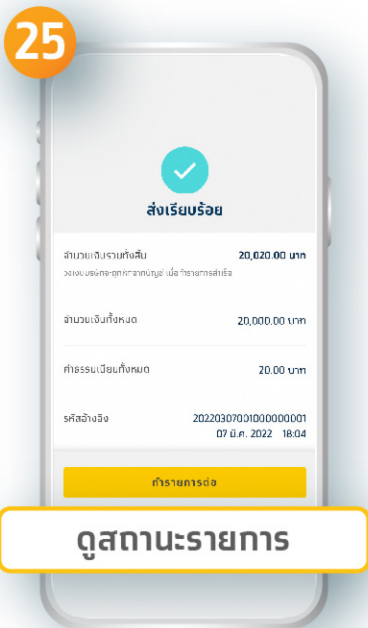 25
ส่งเรียบร้อย
จำนวนเงินรวมทั้งสิ้น 20,020.00 บาท
จำนวนเงินทั้งหมด 20,000.00 บาท
ค่าธรรมเนียมทั้งหมด 20.00 บาท
รหัสอ้างอิง 20220307001000000001
07 มี.ค. 2022 18:04
ทำรายการต่อ
ดูสถานะรายการ